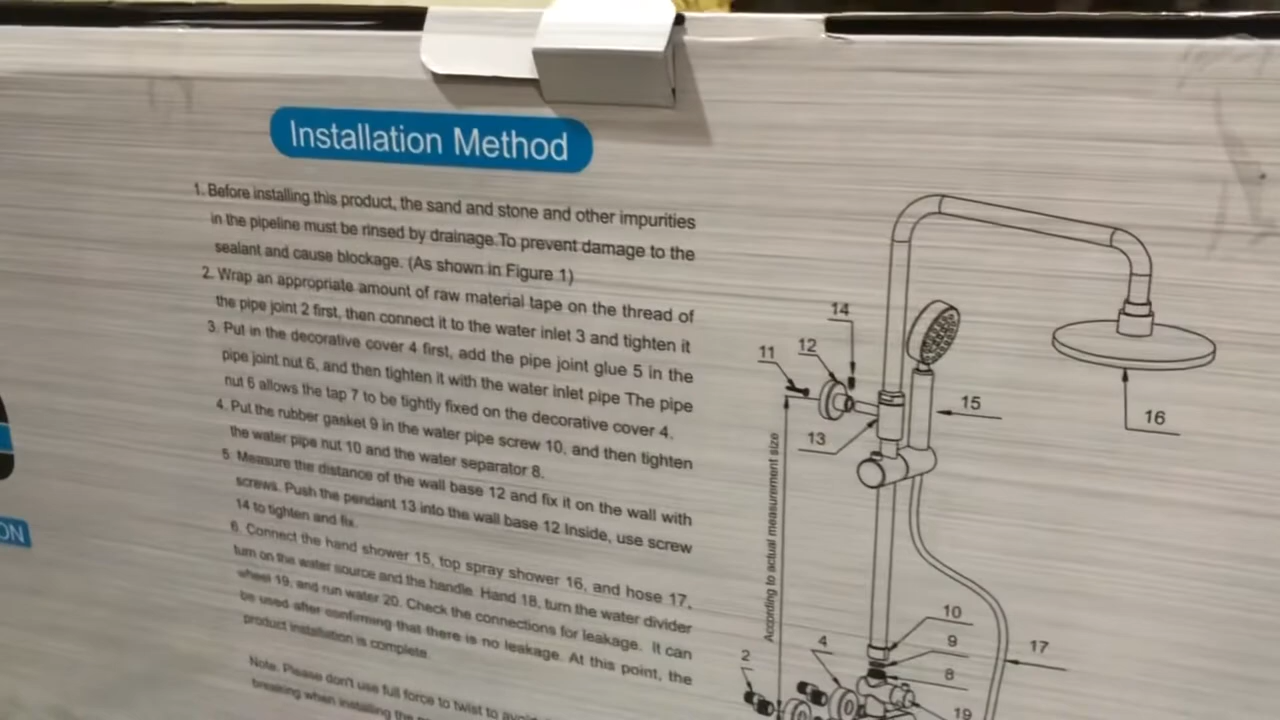 Installation Method
1. Before installing this product, the sand and stone and other impurities
in the pipeline must be rinsed by drainage.To prevent damage to the
sealant and cause blockage. (As shown in Figure 1)
2. Wrap an appropriate amount of raw material tape on the thread of
the pipe joint 2 first, then connect it to the water inlet 3 and tighten it
3. Put in the decorative cover 4 first, add the pipe joint glue 5 in the
pipe joint nut 6, and then tighten it with the water inlet pipe The pipe
nut 6 allows the tap 7 to be tightly fixed on the decorative cover 4.
4. Put the rubber gasket 9 in the water pipe screw 10, and then tighten
the water pipe nut 10 and the water separator 8.
5. Measure the distance of the wall base 12 and fix it on the wall with
screws. Push the pendant 13 into the wall base 12 Inside, use screw
14 to tighten and fix.
6. Connect the hand shower 15, top spray shower 16, and hose 17,
turn on the water source and the handle. Hand 18, turn the water divider
wheel 19, and run water 20. Check the connections for leakage. It can
be used after confirming that there is no leakage. At this point, the
product installation is complete.
Note: Please don't use full force to twist to avoid
breaking when installing the
ON
14
11
12
13
15
16
According to actual measurement size
10
9
8
4
2
17
19